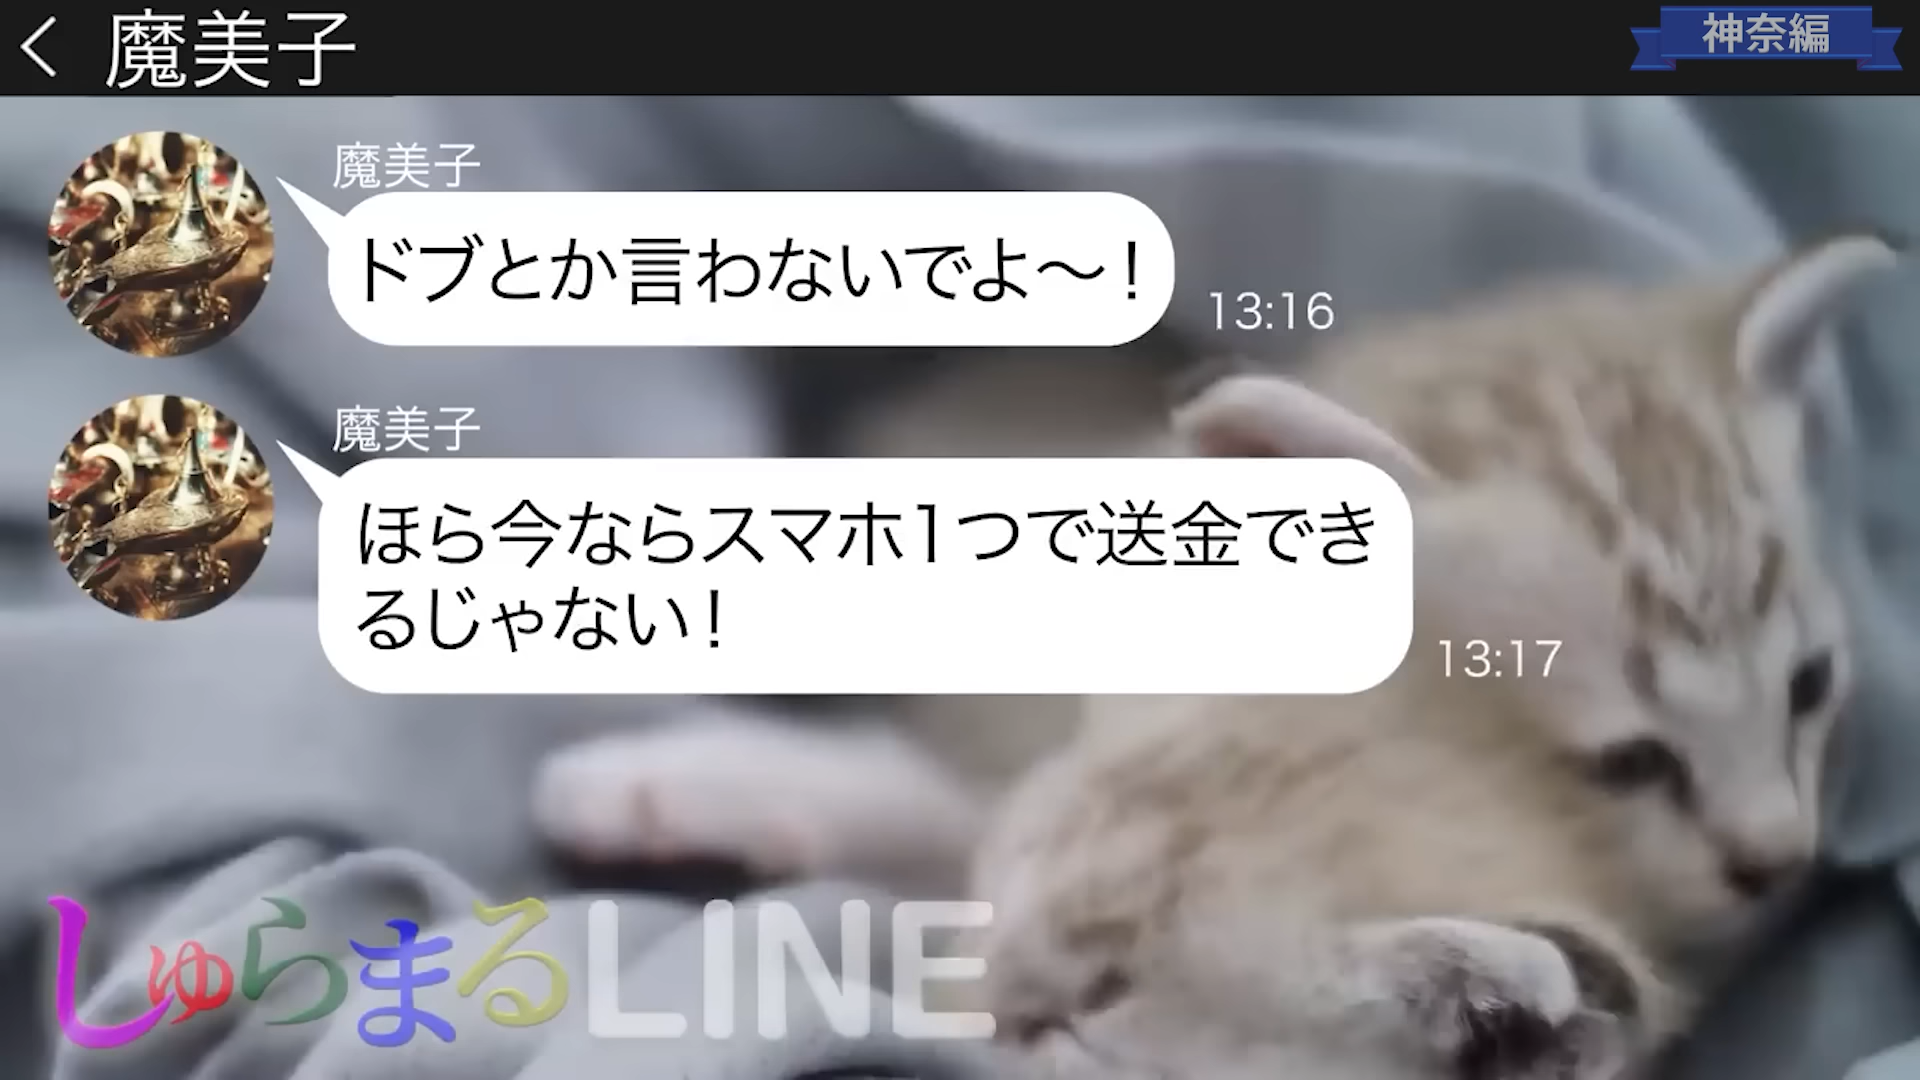 魔美子
神奈編
魔美子
ドブとか言わないでよ〜!
13:16
魔美子
ほら今ならスマホ1つで送金でき
るじゃない!
13:17
しゅらまるLINE